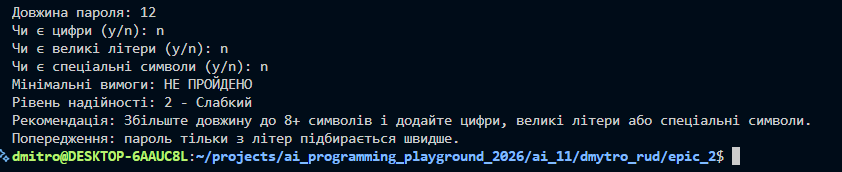 Довжина пароля: 12
Чи є цифри (y/n): n
Чи є великі літери (y/n): n
Чи є спеціальні символи (y/n): n
Мінімальні вимоги: НЕ ПРОЙДЕНО
Рівень надійності: 2 - Слабкий
Рекомендація: Збільште довжину до 8+ символів і додайте цифри, великі літери або спеціальні символи.
Попередження: пароль тільки з літер підбирається швидше.
dmitro@DESKTOP-6AAUC8L:~/projects/ai_programming_playground_2026/ai_11/dmytro_rud/epic_2$